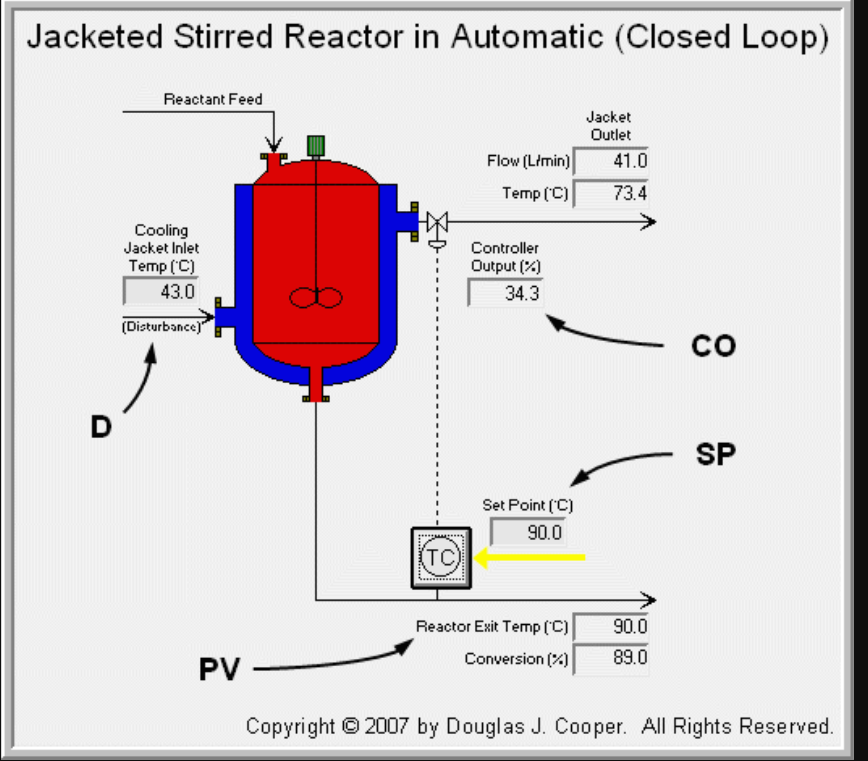 Jacketed Stirred Reactor in Automatic (Closed Loop)
Reactant Feed
Jacket
Outlet
Flow (L/min) 41.0
Temp (°C) 73.4
Cooling
Jacket Inlet
Temp (°C)
43.0
(Disturbance)
Controller
Output (%)
34.3
CO
D
SP
Set Point (°C)
90.0
TC
Reactor Exit Temp (°C) 90.0
PV
Conversion (%) 89.0
Copyright © 2007 by Douglas J. Cooper. All Rights Reserved.